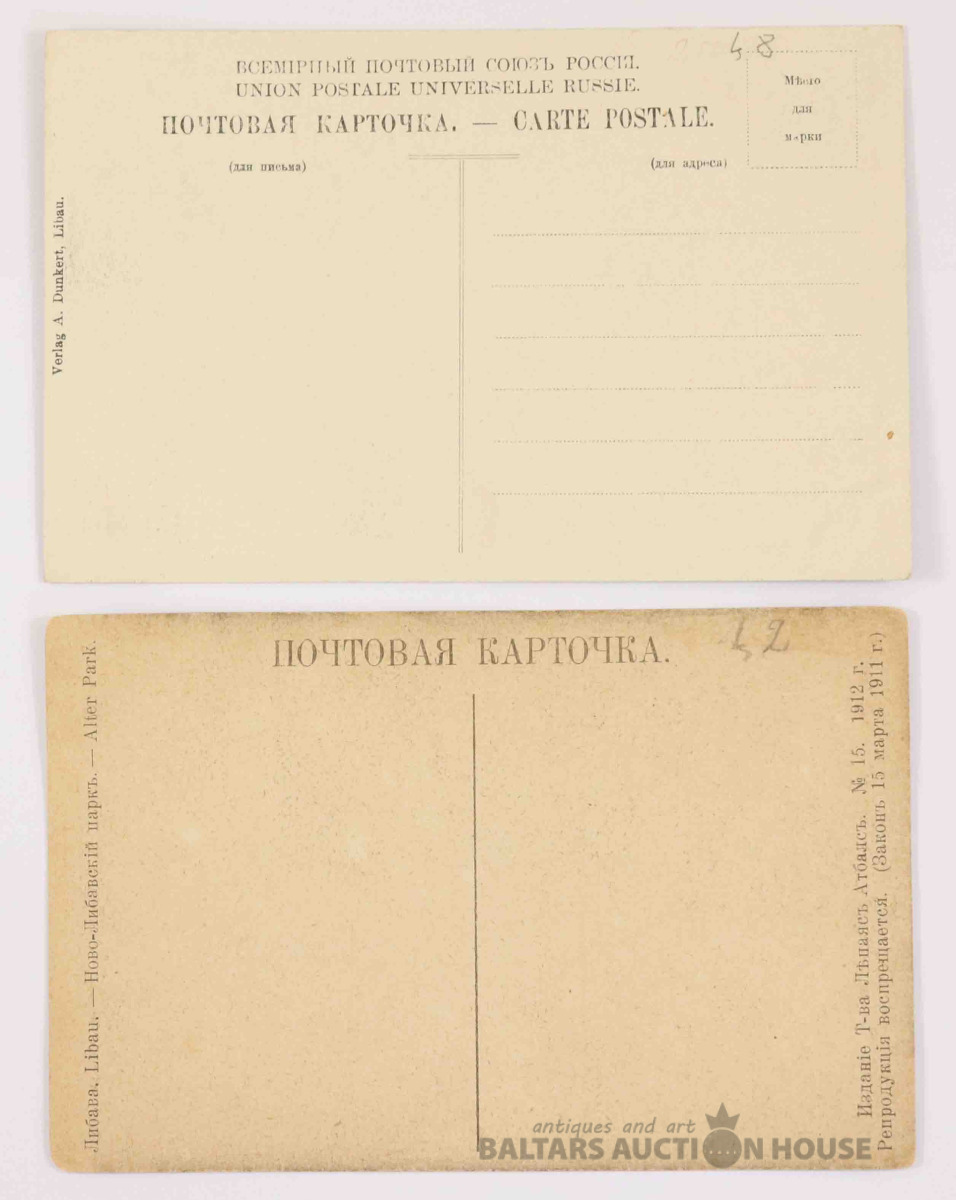 ц 8
ВСЕМІРНЫЙ ПОЧТОВЫЙ СОЮЗЪ РОССІЯ.
UNION POSTALE UNIVERSELLE RUSSIE.
ПОЧТОВАЯ КАРТОЧКА. — CARTE POSTALE.
Мѣсто
для
марки
(для письма)
(для адреса)
Verlag A. Dunkert, Libau.
ц 2
ПОЧТОВАЯ КАРТОЧКА.
Либава. Libau. — Ново-Либавскій паркъ. — Alter Park.
Изданіе Т-ва Лѣпаясъ Атбалсъ. № 15. 1912 г.
Репродукція воспрещается. (Законъ 15 марта 1911 г.)
antiques and art
BALTARS AUCTION HOUSE